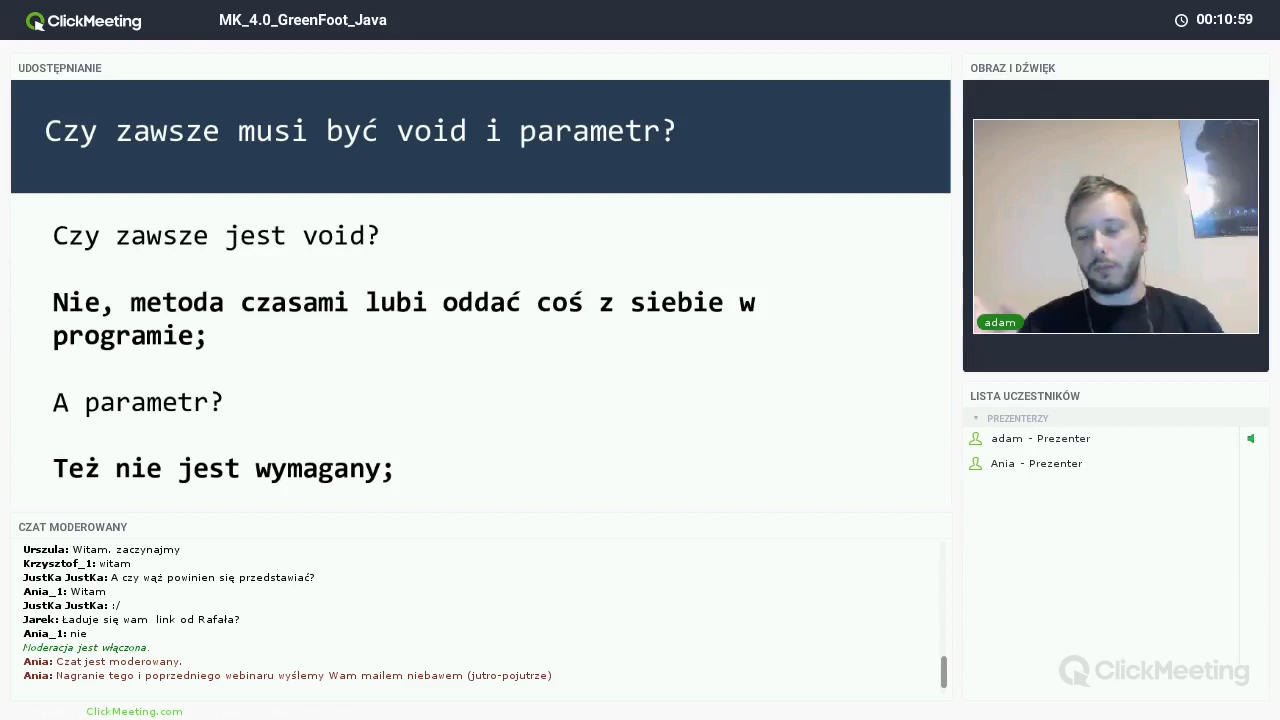 ClickMeeting
MK_4.0_GreenFoot_Java
00:10:59
UDOSTĘPNIANIE
Czy zawsze musi być void i parametr?
Czy zawsze jest void?
Nie, metoda czasami lubi oddać coś z siebie w
programie;
A parametr?
Też nie jest wymagany;
OBRAZ I DŹWIĘK
adam
LISTA UCZESTNIKÓW
PREZENTERZY
adam - Prezenter
Ania - Prezenter
CZAT MODEROWANY
Urszula: Witam. zaczynajmy
Krzysztof_1: witam
JustKa JustKa: A czy wąż powinien się przedstawiać?
Ania_1: Witam
JustKa JustKa: :/
Jarek: Ładuje się wam link od Rafała?
Ania_1: nie
Moderacja jest włączona.
Ania: Czat jest moderowany.
Ania: Nagranie tego i poprzedniego webinaru wyślemy Wam mailem niebawem (jutro-pojutrze)
ClickMeeting
ClickMeeting.com